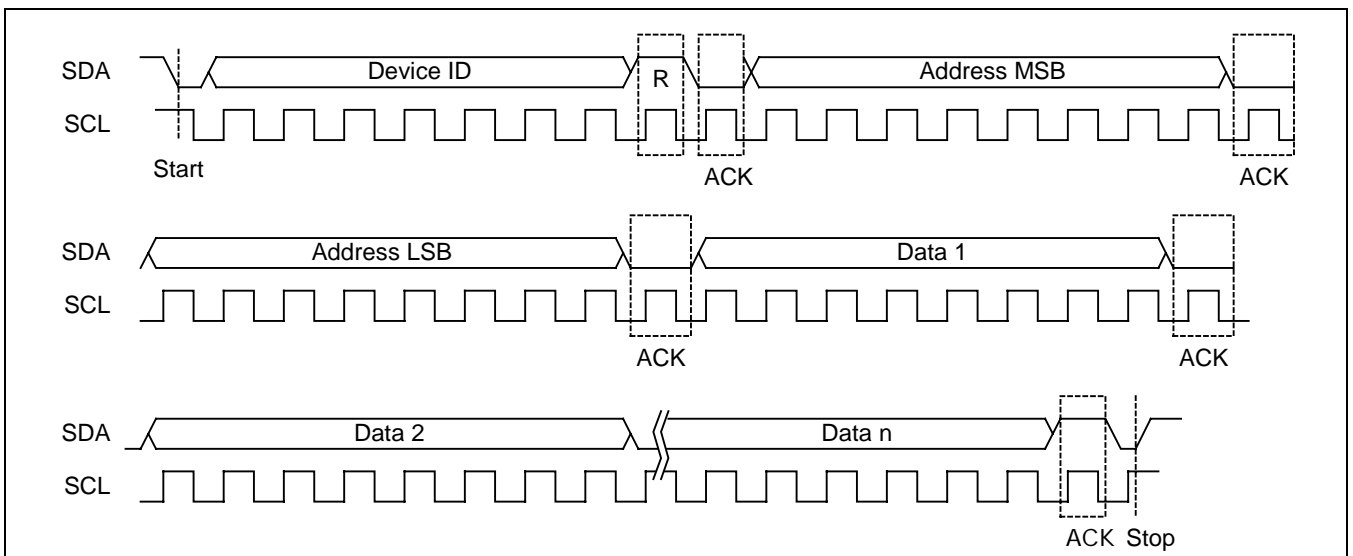 SDA Device ID R Address MSB
SCL
Start ACK ACK
SDA Address LSB Data 1
SCL
ACK ACK
SDA Data 2 Data n
SCL
ACK Stop